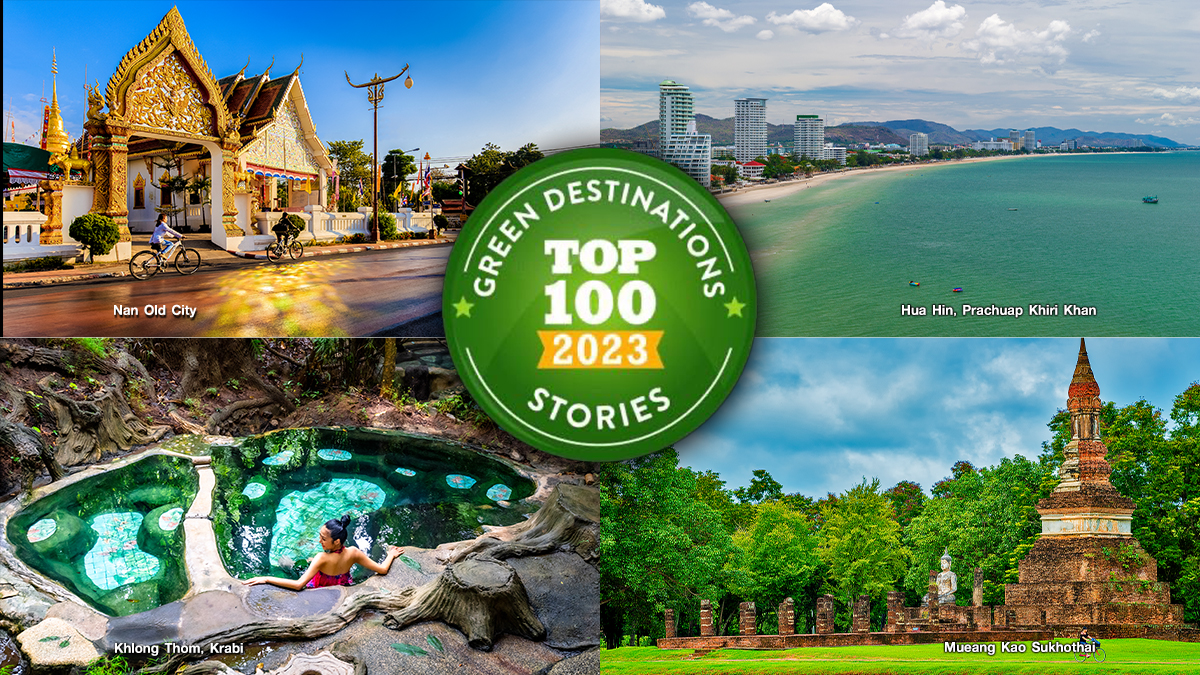 GREEN DESTINATIONS
TOP
100
2023
STORIES
Nan Old City
Hua Hin, Prachuap Khiri Khan
Khlong Thom, Krabi
Mueang Kao Sukhothai